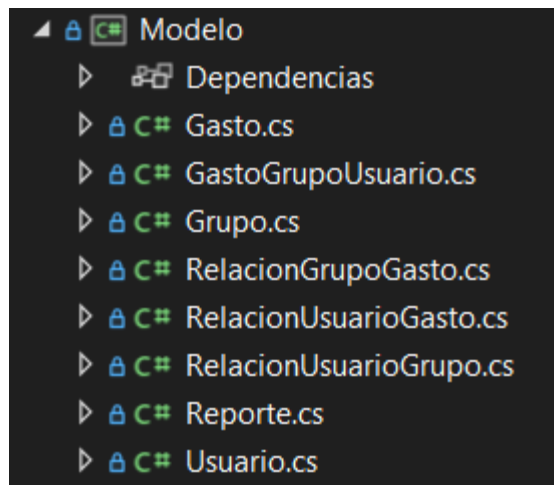 C# Modelo
Dependencias
C# Gasto.cs
C# GastoGrupoUsuario.cs
C# Grupo.cs
C# RelacionGrupoGasto.cs
C# RelacionUsuarioGasto.cs
C# RelacionUsuarioGrupo.cs
C# Reporte.cs
C# Usuario.cs